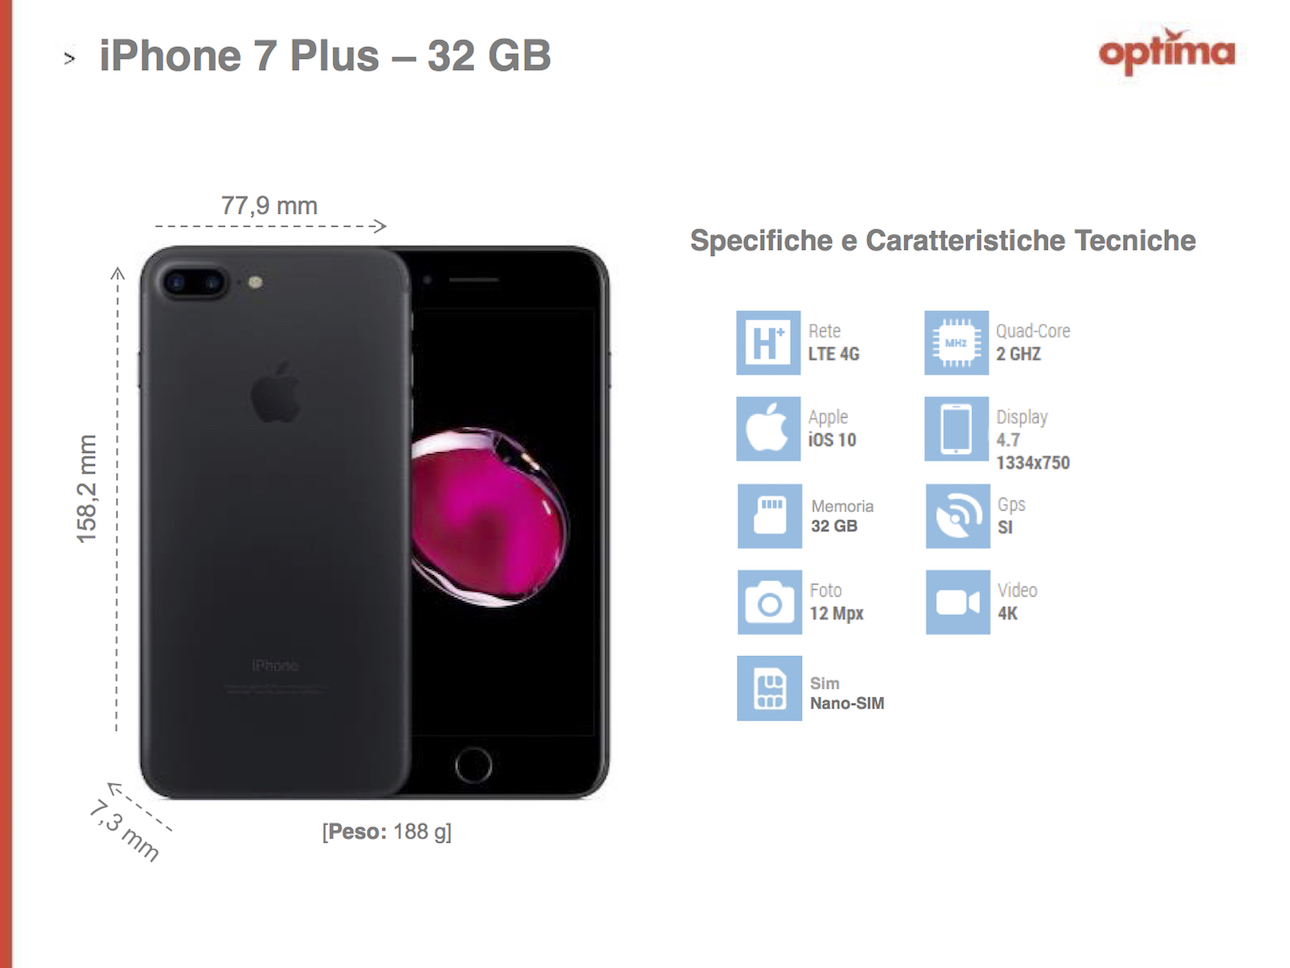 > iPhone 7 Plus – 32 GB
optima
77,9 mm
158,2 mm
7,3 mm
iPhone
[Peso: 188 g]
Specifiche e Caratteristiche Tecniche
H+
Rete
LTE 4G
MHz
Quad-Core
2 GHZ
Apple
iOS 10
Display
4.7
1334x750
Memoria
32 GB
Gps
SI
Foto
12 Mpx
Video
4K
Sim
Nano-SIM